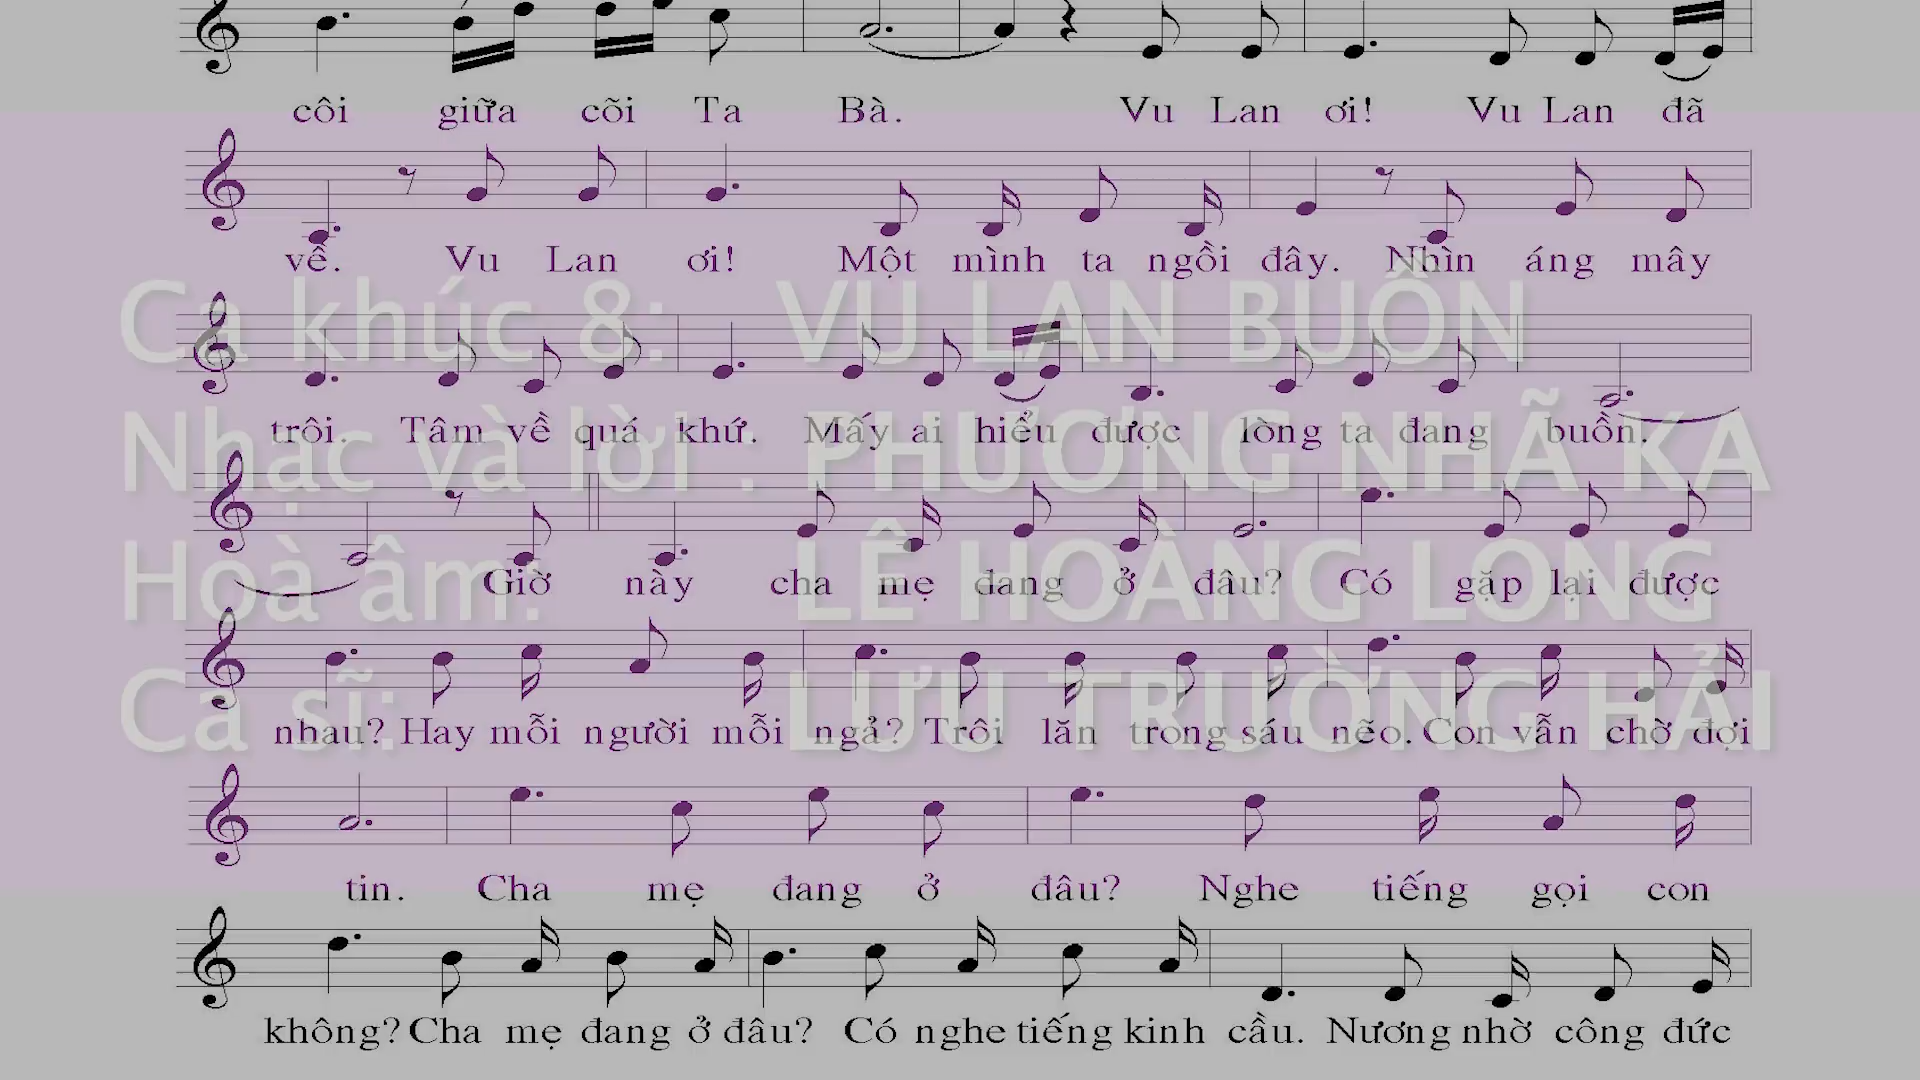 côi giữa cõi Ta Bà. Vu Lan ơi! Vu Lan đã
về. Vu Lan ơi! Một mình ta ngồi đây. Nhìn áng mây
Ca khúc 8: VU LAN BUỒN
trôi. Tâm về quá khứ. Mấy ai hiểu được lòng ta đang buồn.
Nhạc và lời : PHƯƠNG NHÃ KA
Giờ này cha mẹ đang ở đâu? Có gặp lại được
Hoà âm: LÊ HOÀNG LONG
nhau? Hay mỗi người mỗi ngả? Trôi lăn trong sáu nẽo. Con vẫn chờ đợi
Ca sĩ: LƯU TRƯỜNG HẢI
tin. Cha mẹ đang ở đâu? Nghe tiếng gọi con
không? Cha mẹ đang ở đâu? Có nghe tiếng kinh cầu. Nương nhờ công đức